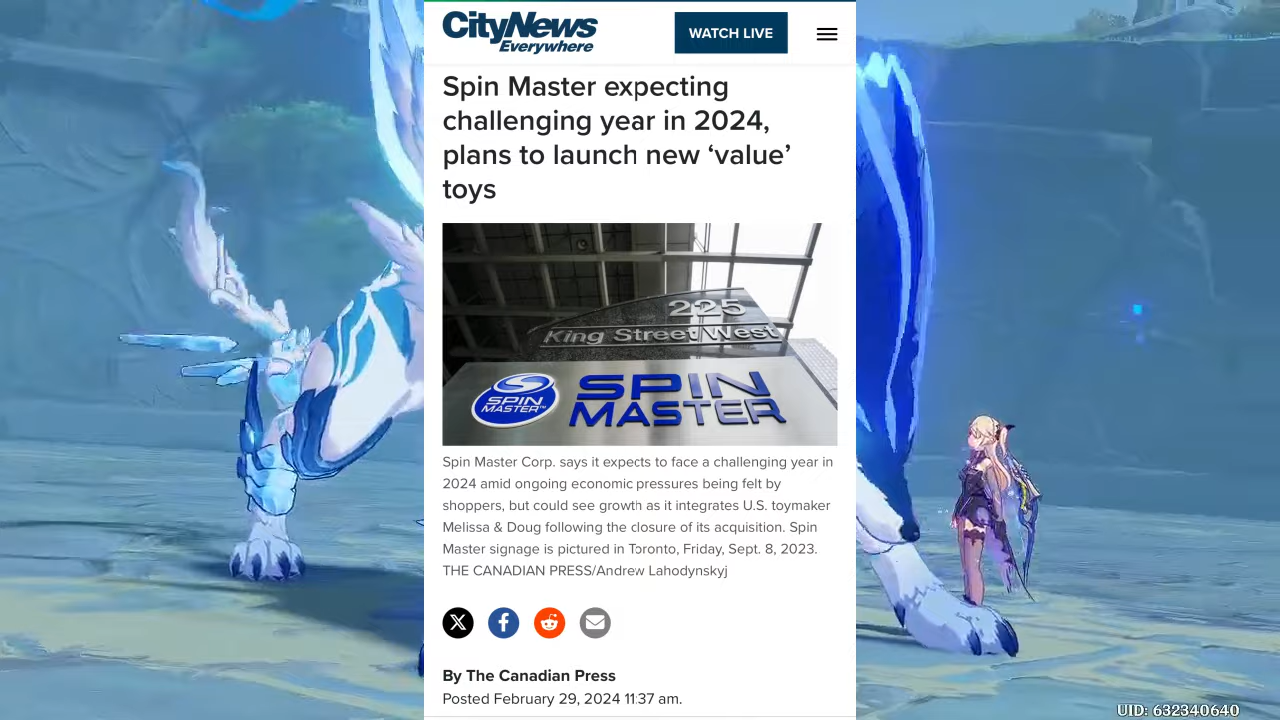 CityNews
Everywhere
WATCH LIVE
Spin Master expecting
challenging year in 2024,
plans to launch new ‘value’
toys
225
King Street West
SPIN
MASTER™
SPIN
MASTER
Spin Master Corp. says it expects to face a challenging year in
2024 amid ongoing economic pressures being felt by
shoppers, but could see growth as it integrates U.S. toymaker
Melissa & Doug following the closure of its acquisition. Spin
Master signage is pictured in Toronto, Friday, Sept. 8, 2023.
THE CANADIAN PRESS/Andrew Lahodynskyj
By The Canadian Press
Posted February 29, 2024 11:37 am.
UID: 632340640